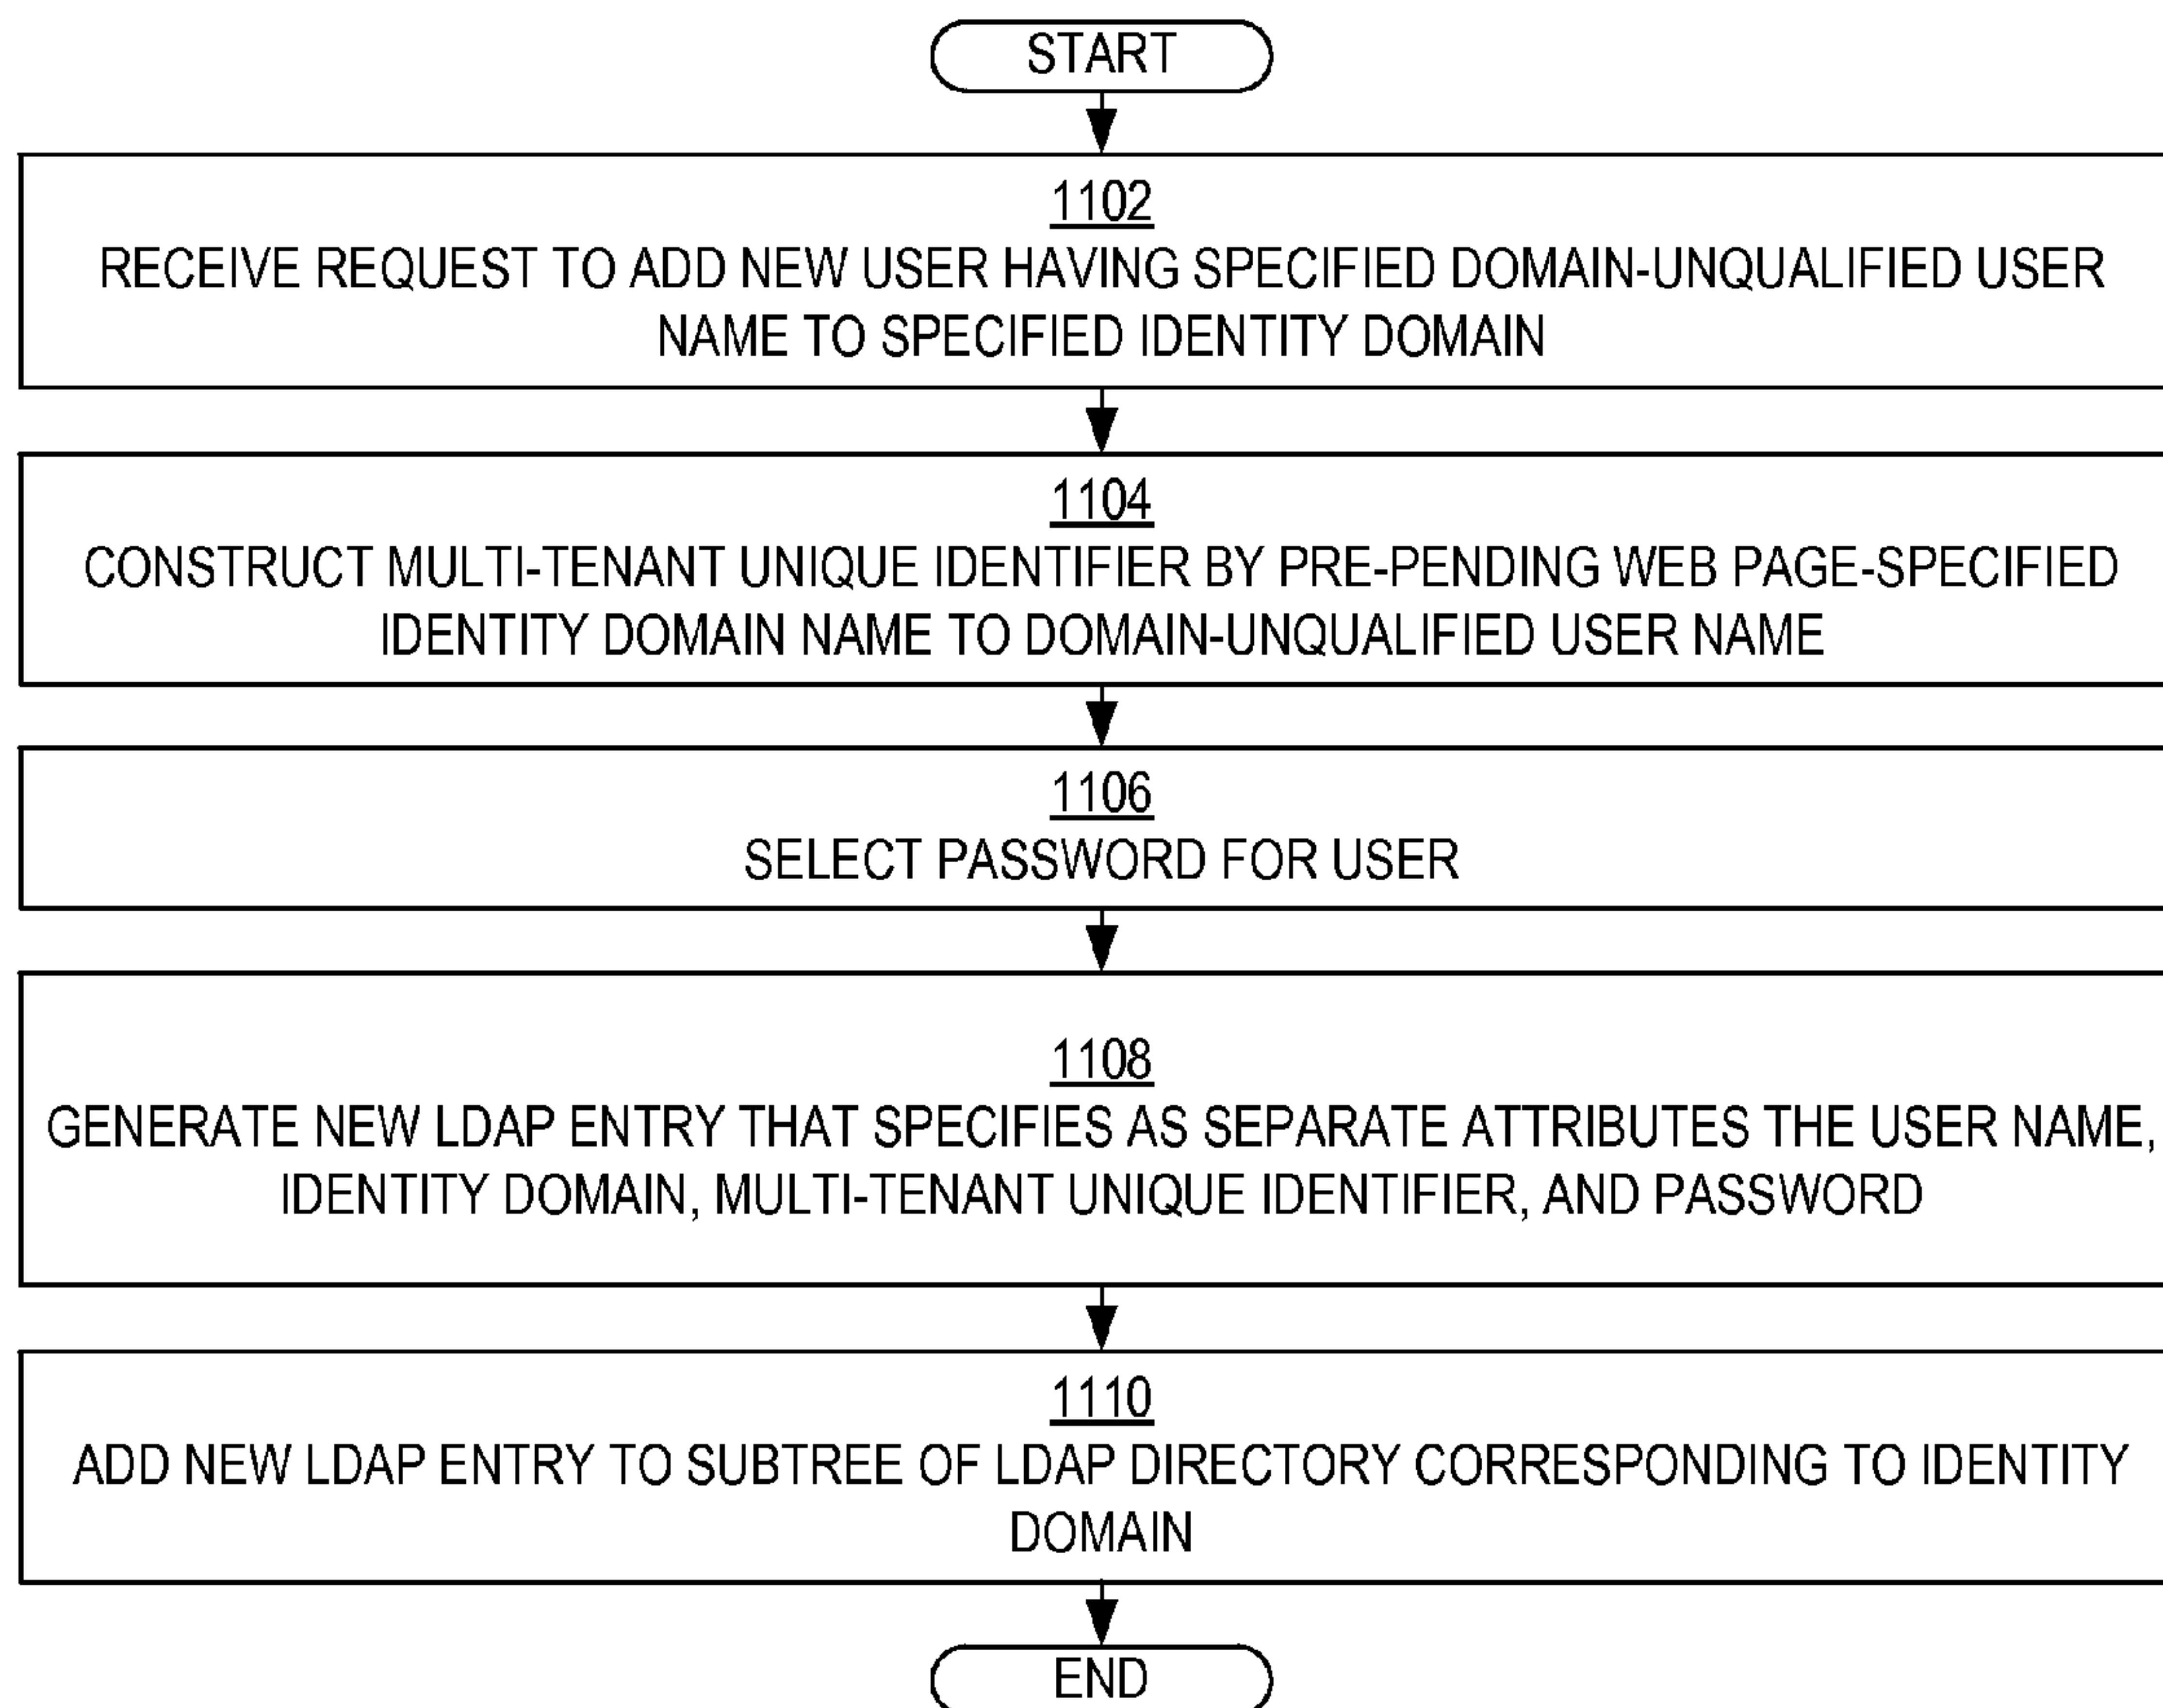 START
1102
RECEIVE REQUEST TO ADD NEW USER HAVING SPECIFIED DOMAIN-UNQUALIFIED USER
NAME TO SPECIFIED IDENTITY DOMAIN
1104
CONSTRUCT MULTI-TENANT UNIQUE IDENTIFIER BY PRE-PENDING WEB PAGE-SPECIFIED
IDENTITY DOMAIN NAME TO DOMAIN-UNQUALIFIED USER NAME
1106
SELECT PASSWORD FOR USER
1108
GENERATE NEW LDAP ENTRY THAT SPECIFIES AS SEPARATE ATTRIBUTES THE USER NAME,
IDENTITY DOMAIN, MULTI-TENANT UNIQUE IDENTIFIER, AND PASSWORD
1110
ADD NEW LDAP ENTRY TO SUBTREE OF LDAP DIRECTORY CORRESPONDING TO IDENTITY
DOMAIN
END